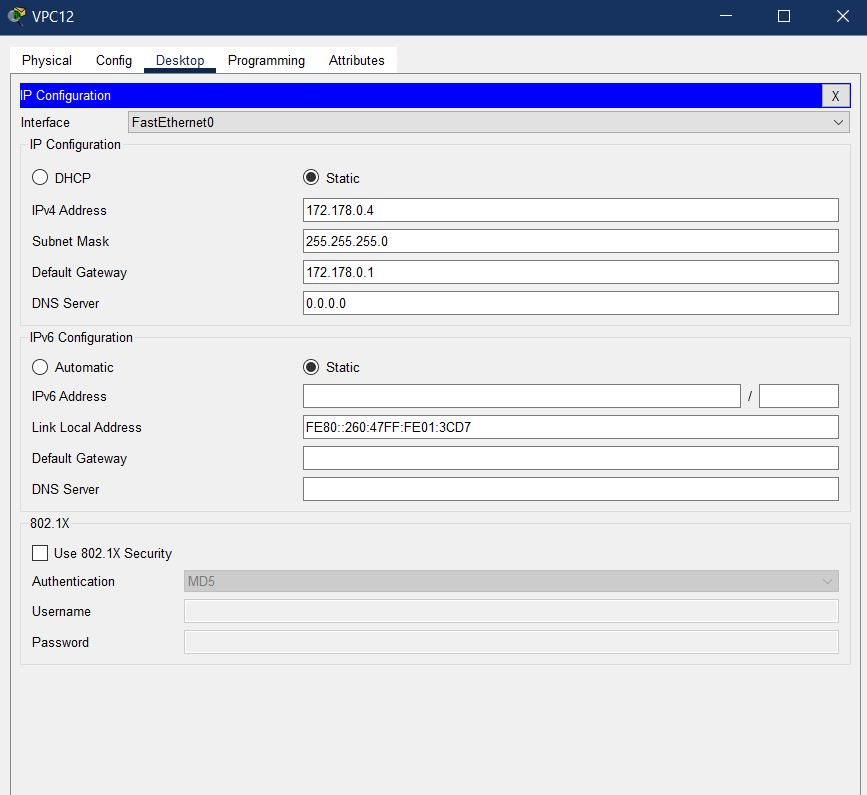 VPC12
Physical Config Desktop Programming Attributes
IP Configuration X
Interface FastEthernet0
IP Configuration
DHCP Static
IPv4 Address 172.178.0.4
Subnet Mask 255.255.255.0
Default Gateway 172.178.0.1
DNS Server 0.0.0.0
IPv6 Configuration
Automatic Static
IPv6 Address /
Link Local Address FE80::260:47FF:FE01:3CD7
Default Gateway
DNS Server
802.1X
Use 802.1X Security
Authentication MD5
Username
Password